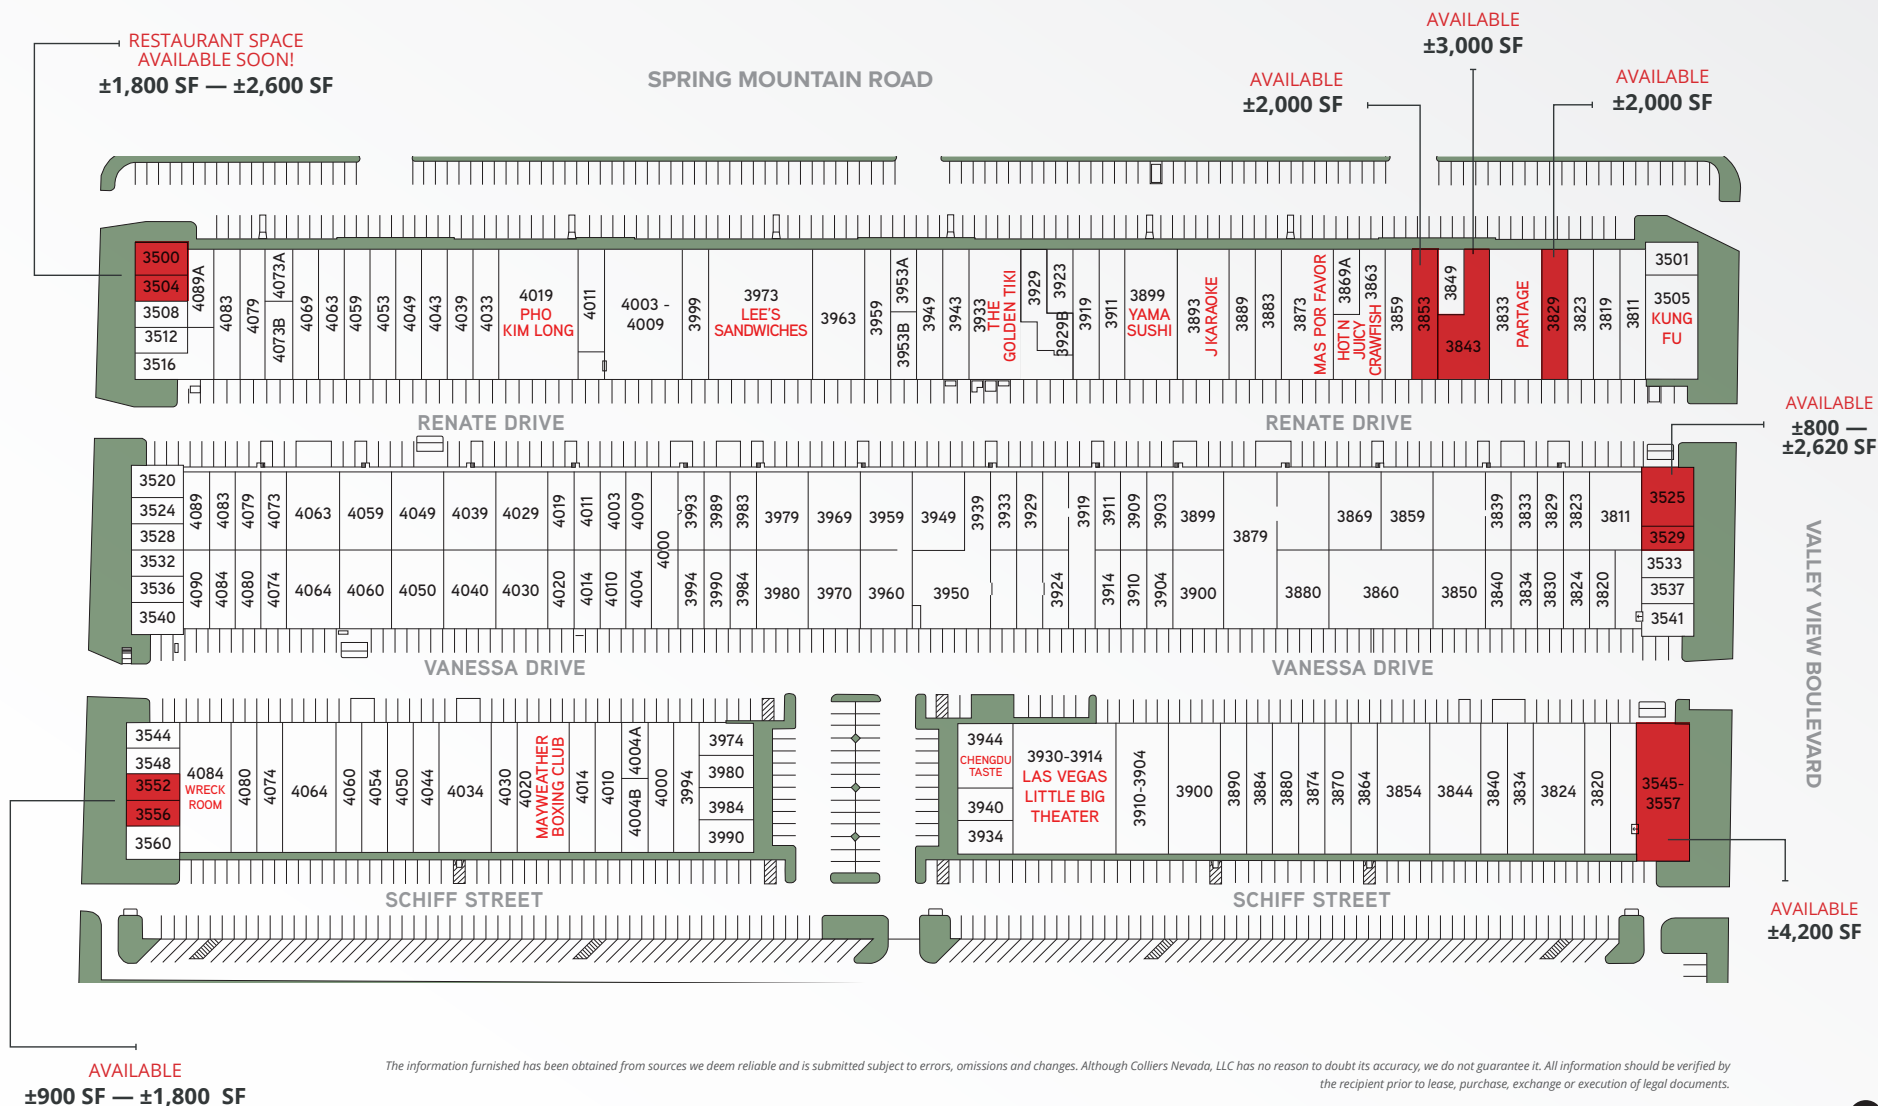 RESTAURANT SPACE
AVAILABLE SOON!
±1,800 SF — ±2,600 SF
SPRING MOUNTAIN ROAD
AVAILABLE
±2,000 SF
AVAILABLE
±3,000 SF
AVAILABLE
±2,000 SF
3500
3504
3508
3512
3516
4089A
4083
4079
4073A
4073B
4069
4063
4059
4053
4049
4043
4039
4033
4019
PHO
KIM LONG
4011
4003 -
4009
3999
3973
LEE'S
SANDWICHES
3963
3959
3953A
3953B
3949
3943
3933
THE
GOLDEN TIKI
3929
3923
3929B
3919
3911
3899
YAMA
SUSHI
3893
J KARAOKE
3889
3883
3873
MAS POR FAVOR
3869A
HOT N
JUICY
CRAWFISH
3863
3859
3853
3849
3843
3833
PARTAGE
3829
3823
3819
3811
3501
3505
KUNG
FU
RENATE DRIVE
RENATE DRIVE
AVAILABLE
±800 —
±2,620 SF
3520
3524
3528
3532
3536
3540
4089
4083
4079
4073
4063
4059
4049
4039
4029
4019
4011
4003
4009
4000
3993
3989
3983
3979
3969
3959
3949
3939
3933
3929
3919
3911
3909
3903
3899
3879
3869
3859
3839
3833
3829
3823
3811
3525
3529
3533
3537
3541
4090
4084
4080
4074
4064
4060
4050
4040
4030
4020
4014
4010
4004
3994
3990
3984
3980
3970
3960
3950
3924
3914
3910
3904
3900
3880
3860
3850
3840
3834
3830
3824
3820
VALLEY VIEW BOULEVARD
VANESSA DRIVE
VANESSA DRIVE
3544
3548
3552
3556
3560
4084
WRECK
ROOM
4080
4074
4064
4060
4054
4050
4044
4034
4030
4020
MAYWEATHER
BOXING CLUB
4014
4010
4004A
4004B
4000
3994
3974
3980
3984
3990
3944
CHENGDU
TASTE
3940
3934
3930-3914
LAS VEGAS
LITTLE BIG
THEATER
3910-3904
3900
3890
3884
3880
3874
3870
3864
3854
3844
3840
3834
3824
3820
3545-
3557
SCHIFF STREET
SCHIFF STREET
AVAILABLE
±4,200 SF
AVAILABLE
±900 SF — ±1,800 SF
The information furnished has been obtained from sources we deem reliable and is submitted subject to errors, omissions and changes. Although Colliers Nevada, LLC has no reason to doubt its accuracy, we do not guarantee it. All information should be verified by
the recipient prior to lease, purchase, exchange or execution of legal documents.